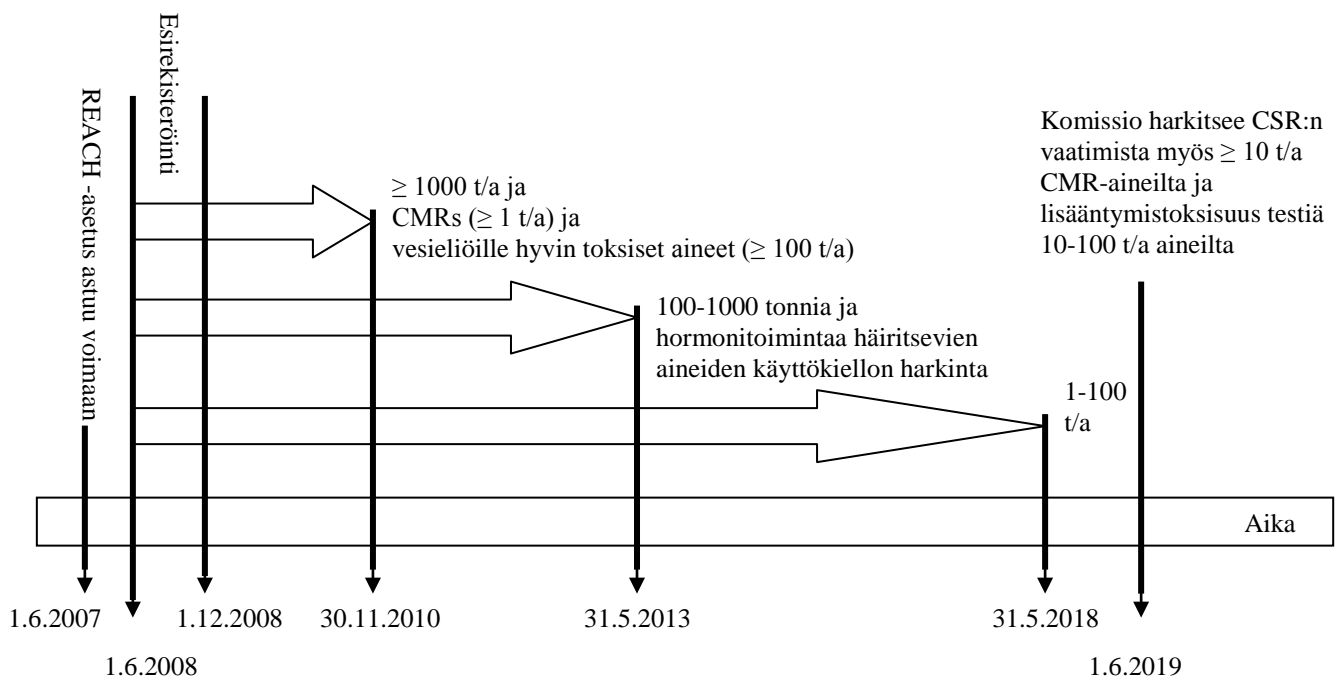 REACH -asetus astuu voimaan
Esirekisteröinti
≥ 1000 t/a ja
CMRs (≥ 1 t/a) ja
vesieliöille hyvin toksiset aineet (≥ 100 t/a)
100-1000 tonnia ja
hormonitoimintaa häiritsevien
aineiden käyttökiellon harkinta
1-100
t/a
Komissio harkitsee CSR:n
vaatimista myös ≥ 10 t/a
CMR-aineilta ja
lisääntymistoksisuus testiä
10-100 t/a aineilta
Aika
1.6.2007
1.6.2008
1.12.2008
30.11.2010
31.5.2013
31.5.2018
1.6.2019